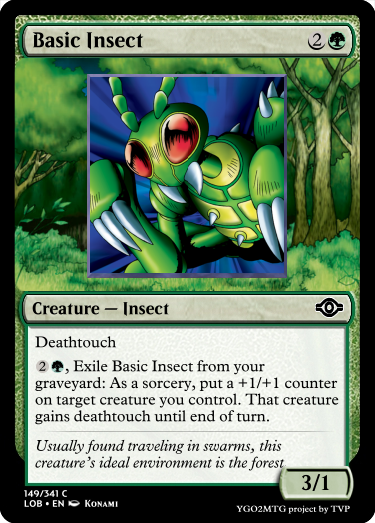 Basic Insect 2
Creature — Insect
Deathtouch
2, Exile Basic Insect from your
graveyard: As a sorcery, put a +1/+1 counter
on target creature you control. That creature
gains deathtouch until end of turn.
Usually found traveling in swarms, this
creature's ideal environment is the forest
3/1
149/341 C
LOB • EN Konami
YGO2MTG project by TVP